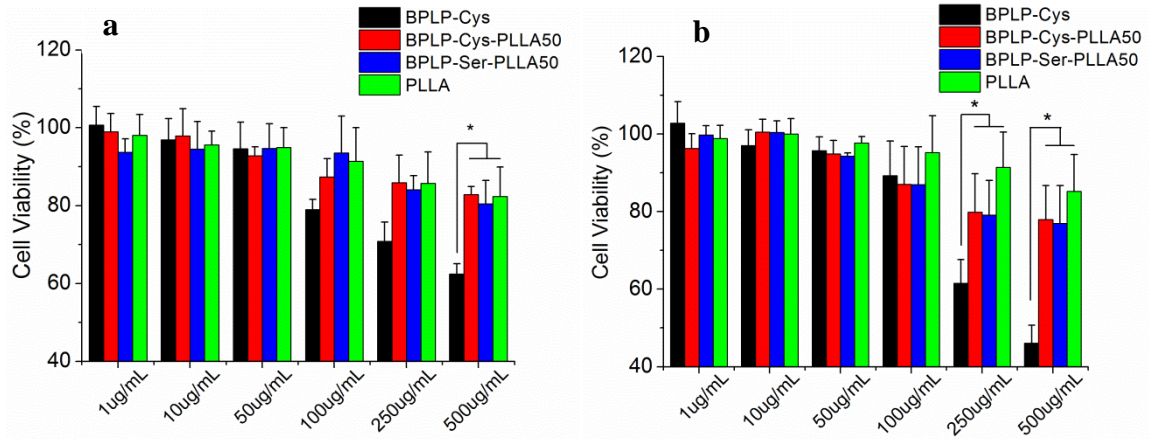 a
BPLP-Cys
BPLP-Cys-PLLA50
BPLP-Ser-PLLA50
PLLA
Cell Viability (%)
120
100
80
60
40
*
1ug/mL
10ug/mL
50ug/mL
100ug/mL
250ug/mL
500ug/mL
b
BPLP-Cys
BPLP-Cys-PLLA50
BPLP-Ser-PLLA50
PLLA
Cell Viability (%)
120
100
80
60
40
*
*
1ug/mL
10ug/mL
50ug/mL
100ug/mL
250ug/mL
500ug/mL